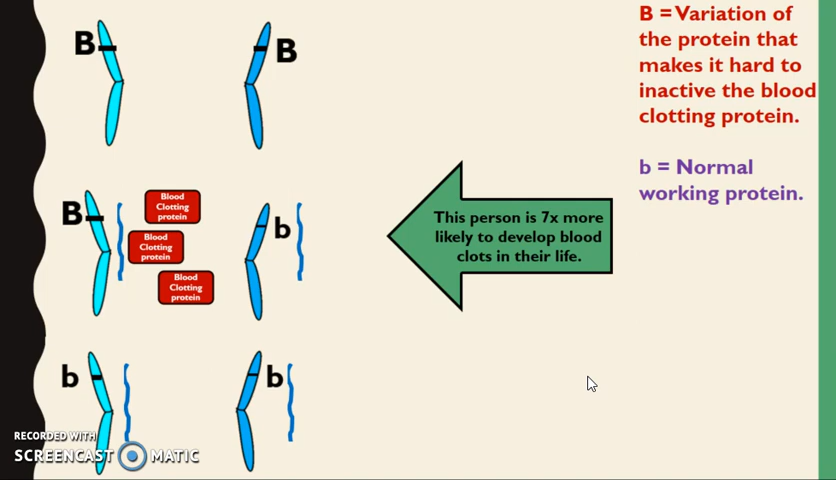 B
B
B = Variation of
the protein that
makes it hard to
inactive the blood
clotting protein.
b = Normal
working protein.
B
Blood
Clotting
protein
Blood
Clotting
protein
Blood
Clotting
protein
b
This person is 7x more
likely to develop blood
clots in their life.
b
b
RECORDED WITH
SCREENCAST MATIC